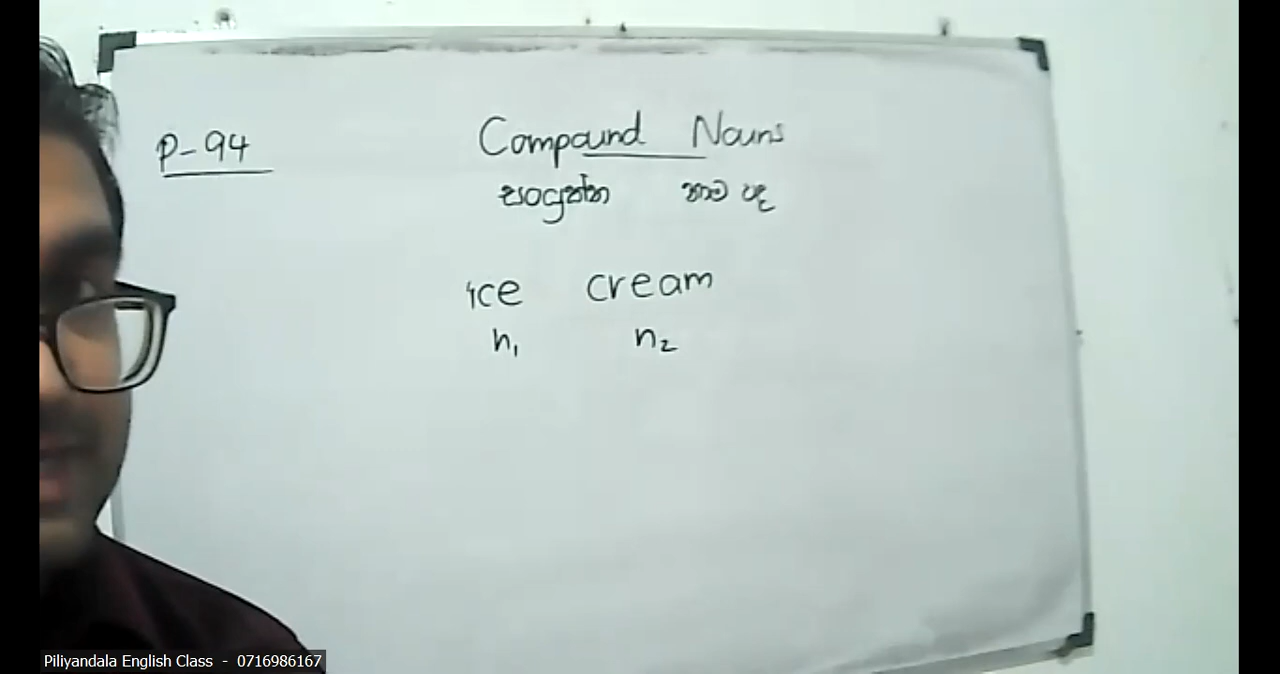 P-94
Compound Nouns
සංයුක්ත නාම පද
ice cream
n₁ n₂
Piliyandala English Class - 0716986167